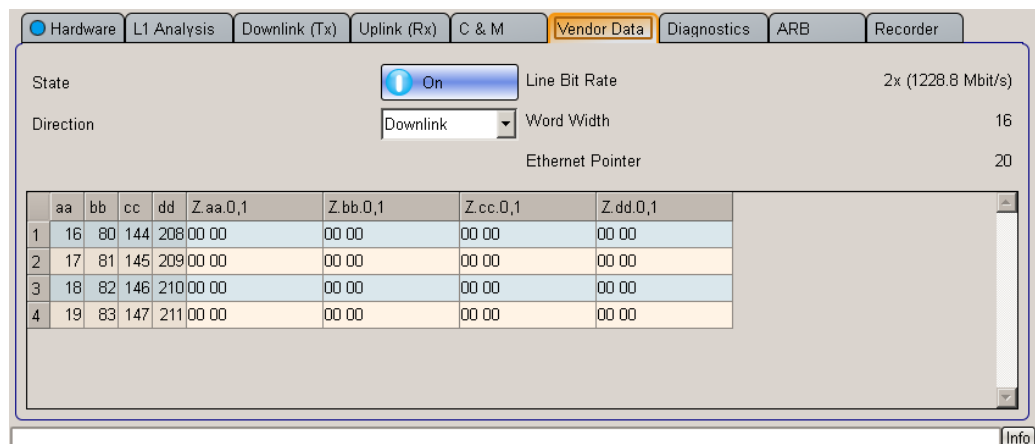 Hardware L1 Analysis Downlink (Tx) Uplink (Rx) C & M Vendor Data Diagnostics ARB Recorder
State On Line Bit Rate 2x (1228.8 Mbit/s)
Direction Downlink Word Width 16
Ethernet Pointer 20
aa bb cc dd Z.aa.0,1 Z.bb.0,1 Z.cc.0,1 Z.dd.0,1
1 16 80 144 208 00 00 00 00 00 00 00 00
2 17 81 145 209 00 00 00 00 00 00 00 00
3 18 82 146 210 00 00 00 00 00 00 00 00
4 19 83 147 211 00 00 00 00 00 00 00 00
Info